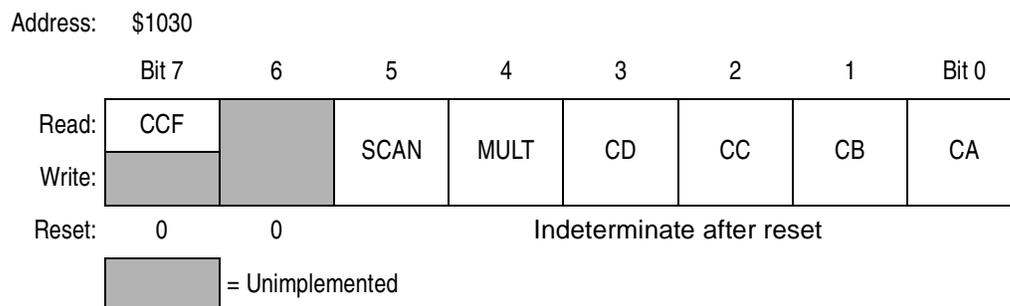 Address: $1030
Bit 7 6 5 4 3 2 1 Bit 0
Read: CCF
SCAN MULT CD CC CB CA
Write:
Reset: 0 0 Indeterminate after reset
= Unimplemented